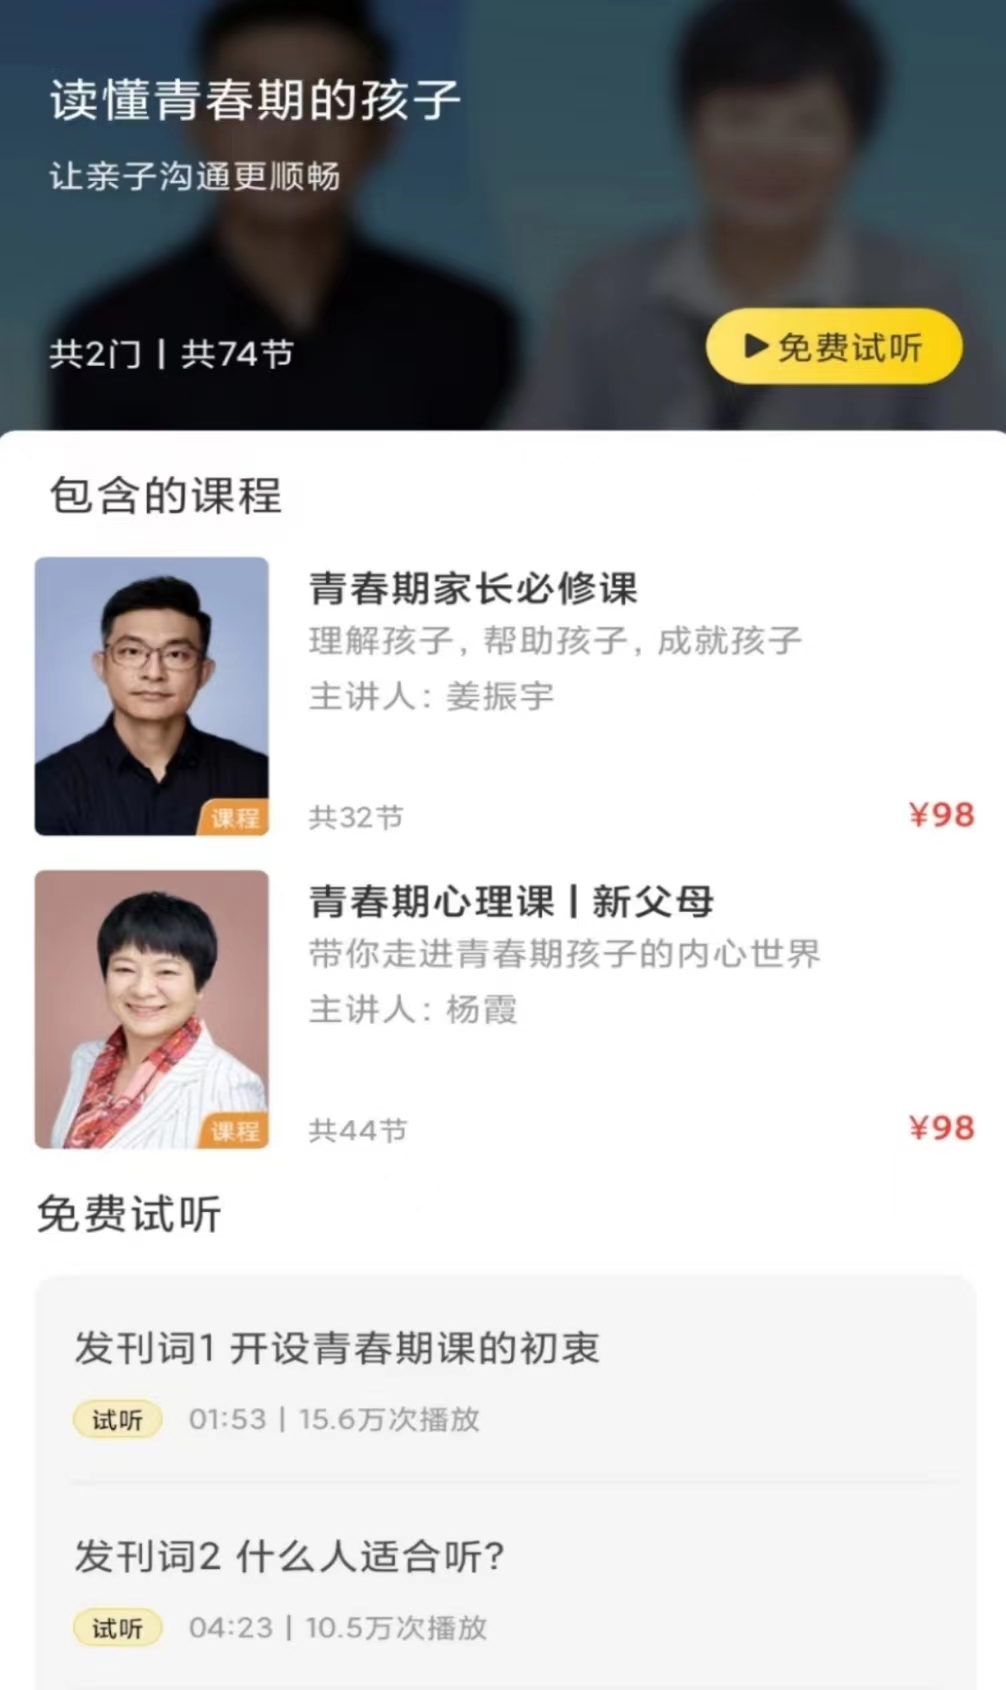 读懂青春期的孩子
让亲子沟通更顺畅
共2门 | 共74节
▶免费试听
包含的课程
青春期家长必修课
理解孩子, 帮助孩子, 成就孩子
主讲人: 姜振宇
课程
共32节
¥98
青春期心理课 | 新父母
带你走进青春期孩子的内心世界
主讲人: 杨霞
课程
共44节
¥98
免费试听
发刊词1 开设青春期课的初衷
试听 01:53 | 15.6万次播放
发刊词2 什么人适合听?
试听 04:23 | 10.5万次播放